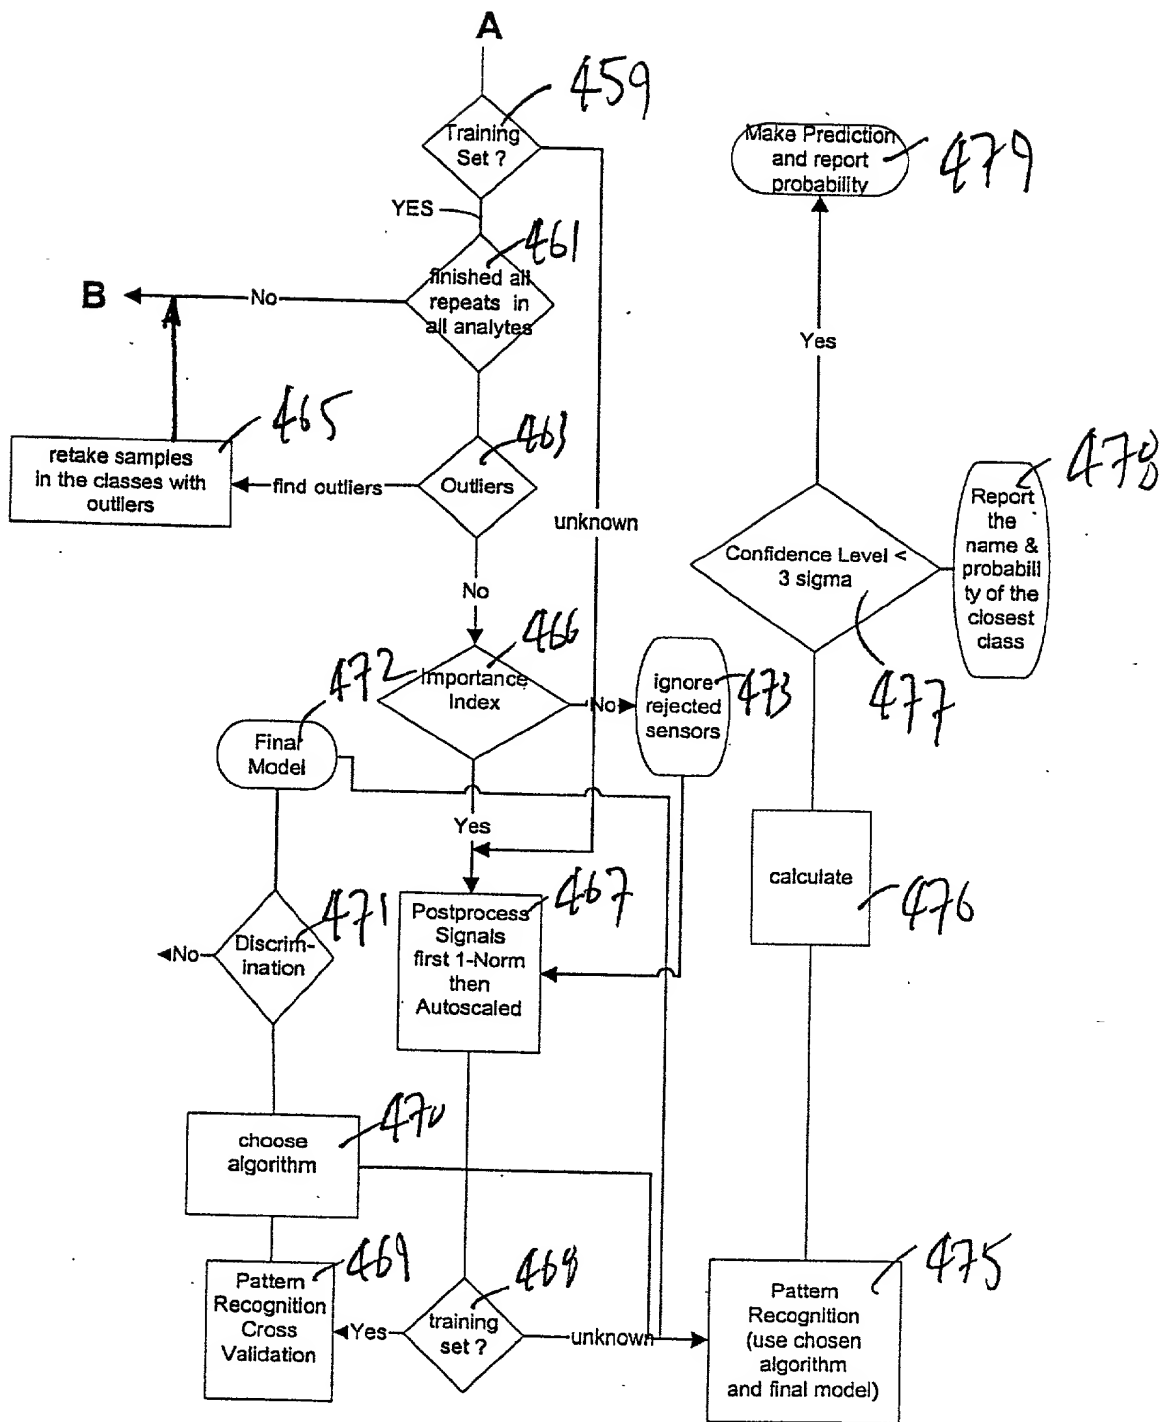 A
459
Training
Set ?
YES
461
finished all
repeats in
all analytes
No
B
465
retake samples
in the classes with
outliers
find outliers
463
Outliers
unknown
No
466
Importance
Index
No
473
ignore
rejected
sensors
472
Final
Model
Yes
467
Postprocess
Signals
first 1-Norm
then
Autoscaled
471
Discrim-
ination
No
470
choose
algorithm
469
Pattern
Recognition
Cross
Validation
Yes
468
training
set ?
unknown
475
Pattern
Recognition
(use chosen
algorithm
and final model)
476
calculate
477
Confidence Level <
3 sigma
Report
the
name &
probabili
ty of the
closest
class
Yes
479
Make Prediction
and report
probability